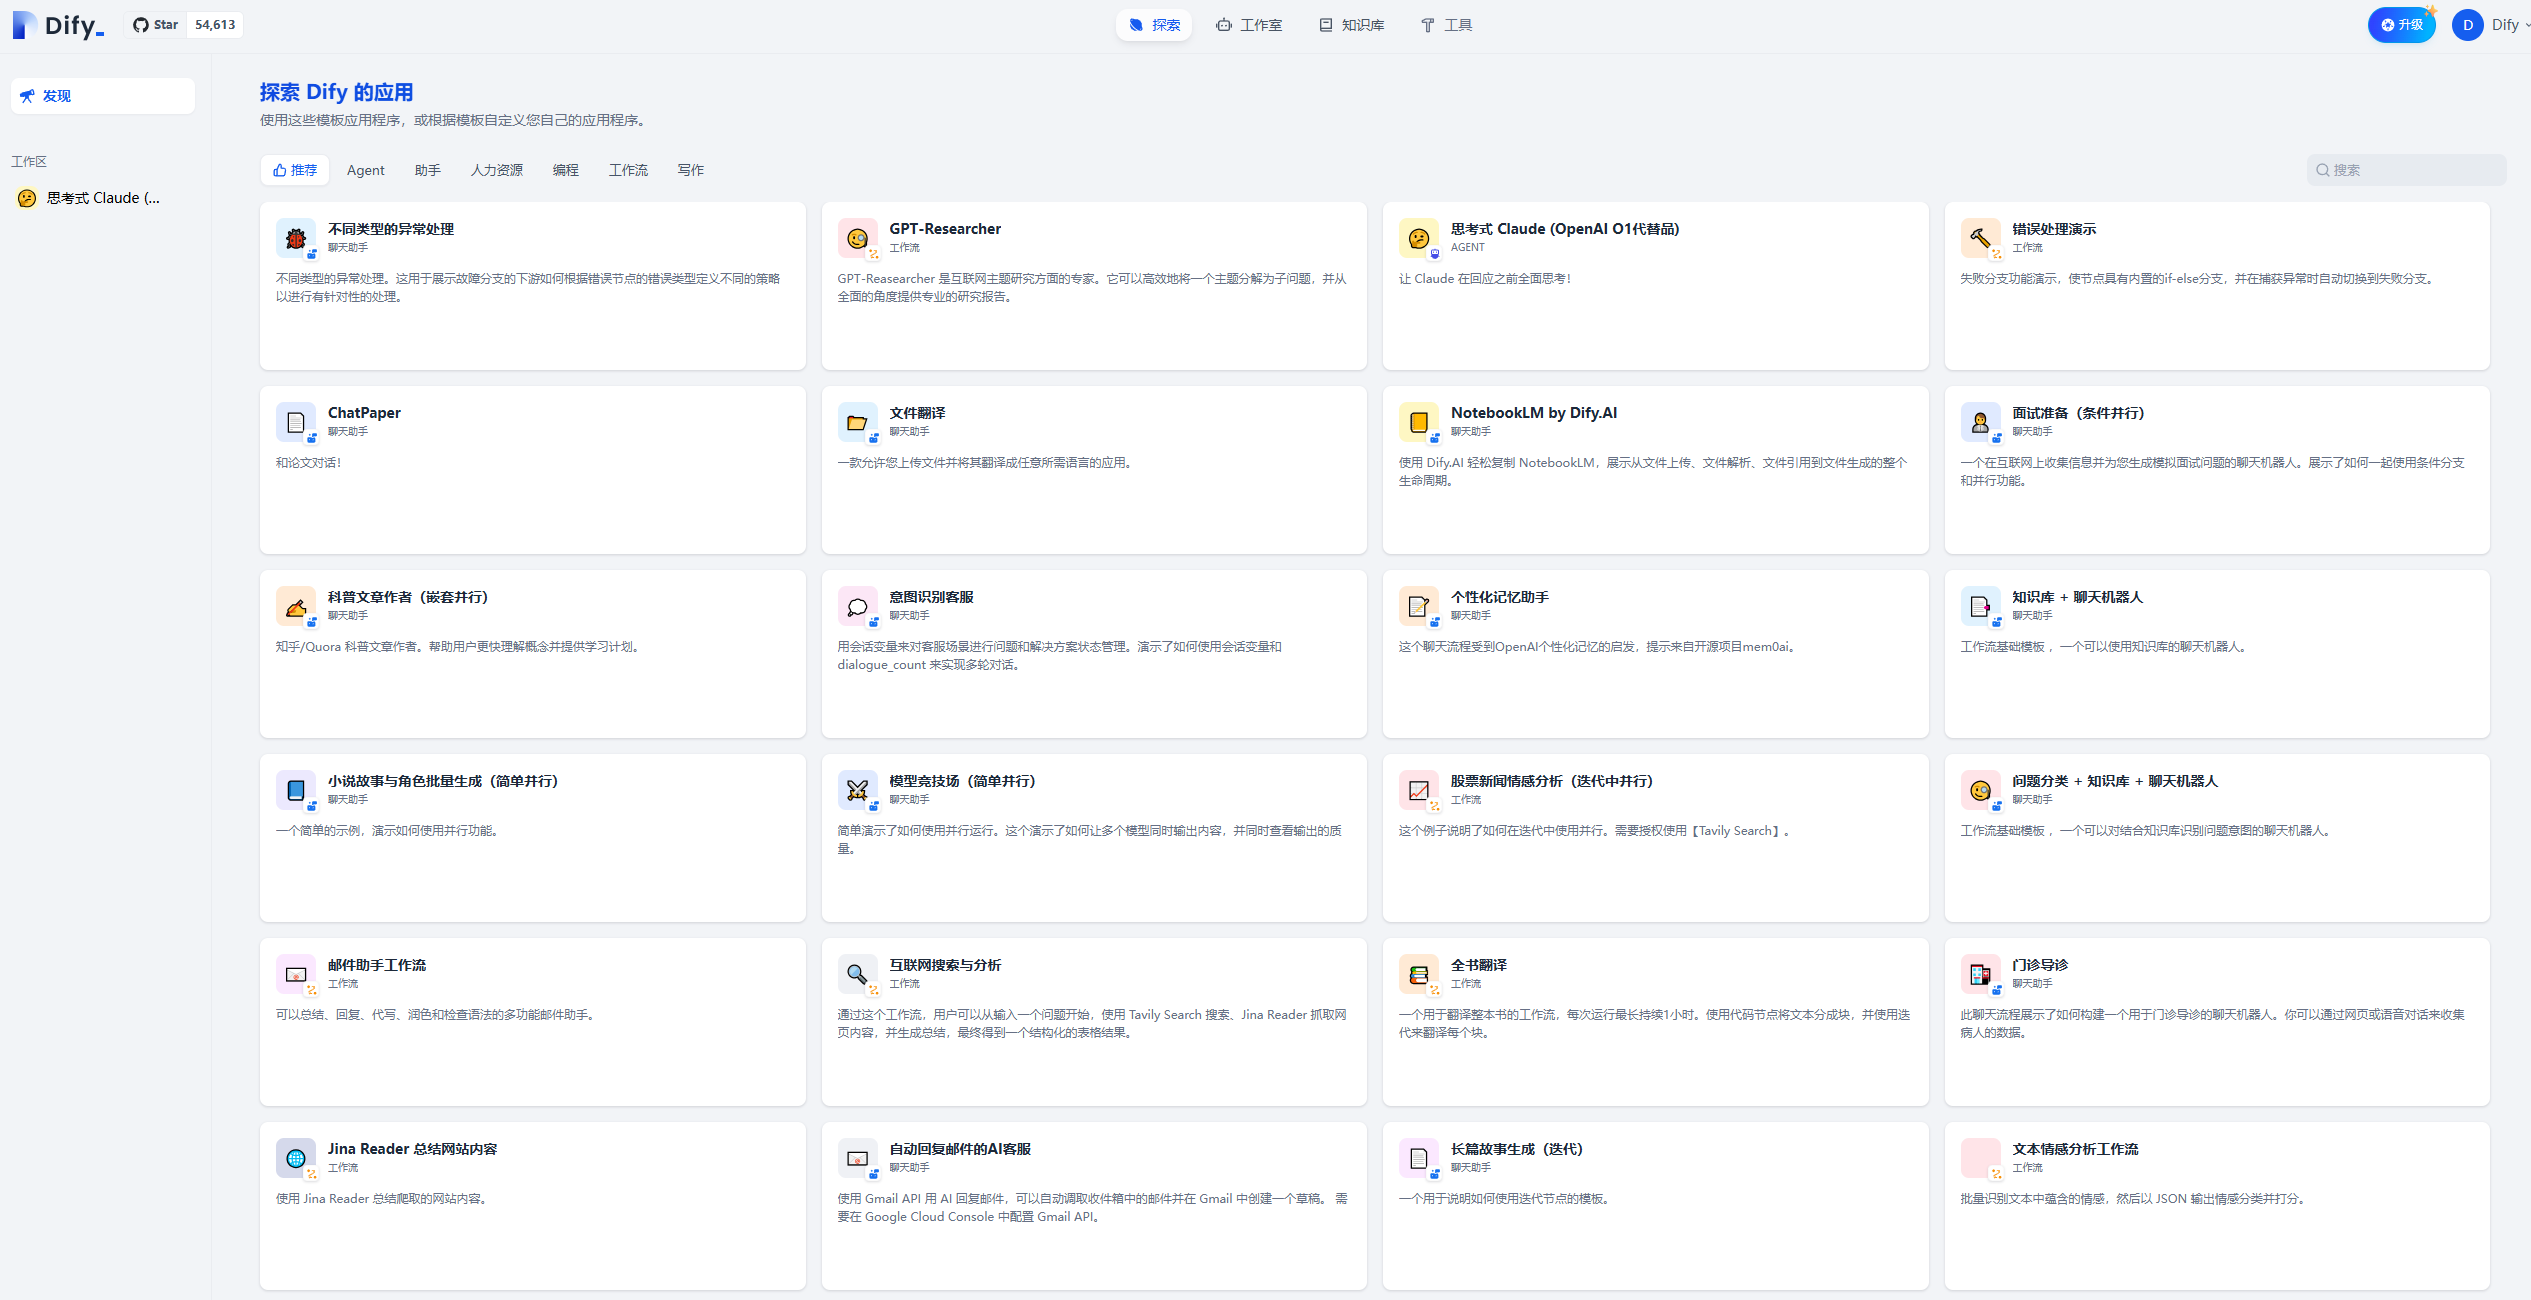 Dify_
Star 54,613
探索 工作室 知识库 工具
升级
D Dify
发现
工作区
思考式 Claude (...
探索 Dify 的应用
使用这些模板应用程序，或根据模板自定义您自己的应用程序。
推荐 Agent 助手 人力资源 编程 工作流 写作
搜索
不同类型的异常处理
聊天助手
不同类型的异常处理。这用于展示故障分支的下游如何根据错误节点的错误类型定义不同的策略
以进行有针对性的处理。
GPT-Researcher
工作流
GPT-Reasearcher 是互联网主题研究方面的专家。它可以高效地将一个主题分解为子问题，并从
全面的角度提供专业的研究报告。
思考式 Claude (OpenAI O1代替品)
AGENT
让 Claude 在回应之前全面思考！
错误处理演示
工作流
失败分支功能演示，使节点具有内置的if-else分支，并在捕获异常时自动切换到失败分支。
ChatPaper
聊天助手
和论文对话！
文件翻译
聊天助手
一款允许您上传文件并将其翻译成任意所需语言的应用。
NotebookLM by Dify.AI
聊天助手
使用 Dify.AI 轻松复制 NotebookLM，展示从文件上传、文件解析、文件引用到文件生成的整个
生命周期。
面试准备（条件并行）
聊天助手
一个在互联网上收集信息并为您生成模拟面试问题的聊天机器人。展示了如何一起使用条件分支
和并行功能。
科普文章作者（嵌套并行）
聊天助手
知乎/Quora 科普文章作者。帮助用户更快理解概念并提供学习计划。
意图识别客服
聊天助手
用会话变量来对客服场景进行问题和解决方案状态管理。演示了如何使用会话变量和
dialogue_count 来实现多轮对话。
个性化记忆助手
聊天助手
这个聊天流程受到OpenAI个性化记忆的启发，提示来自开源项目mem0ai。
知识库 + 聊天机器人
聊天助手
工作流基础模板 ，一个可以使用知识库的聊天机器人。
小说故事与角色批量生成（简单并行）
聊天助手
一个简单的示例，演示如何使用并行功能。
模型竞技场（简单并行）
聊天助手
简单演示了如何使用并行运行。这个演示了如何让多个模型同时输出内容，并同时查看输出的质
量。
股票新闻情感分析（迭代中并行）
工作流
这个例子说明了如何在迭代中使用并行。需要授权使用【Tavily Search】。
问题分类 + 知识库 + 聊天机器人
聊天助手
工作流基础模板 ，一个可以对结合知识库识别问题意图的聊天机器人。
邮件助手工作流
工作流
可以总结、回复、代写、润色和检查语法的多功能邮件助手。
互联网搜索与分析
工作流
通过这个工作流，用户可以从输入一个问题开始，使用 Tavily Search 搜索、Jina Reader 抓取网
页内容，并生成总结，最终得到一个结构化的表格结果。
全书翻译
工作流
一个用于翻译整本书的工作流，每次运行最长持续1小时。使用代码节点将文本分成块，并使用迭
代来翻译每个块。
门诊导诊
聊天助手
此聊天流程展示了如何构建一个用于门诊导诊的聊天机器人。你可以通过网页或语音对话来收集
病人的数据。
Jina Reader 总结网站内容
工作流
使用 Jina Reader 总结爬取的网站内容。
自动回复邮件的AI客服
聊天助手
使用 Gmail API 用 AI 回复邮件，可以自动调取收件箱中的邮件并在 Gmail 中创建一个草稿。 需
要在 Google Cloud Console 中配置 Gmail API。
长篇故事生成（迭代）
聊天助手
一个用于说明如何使用迭代节点的模板。
文本情感分析工作流
工作流
批量识别文本中蕴含的情感，然后以 JSON 输出情感分类并打分。